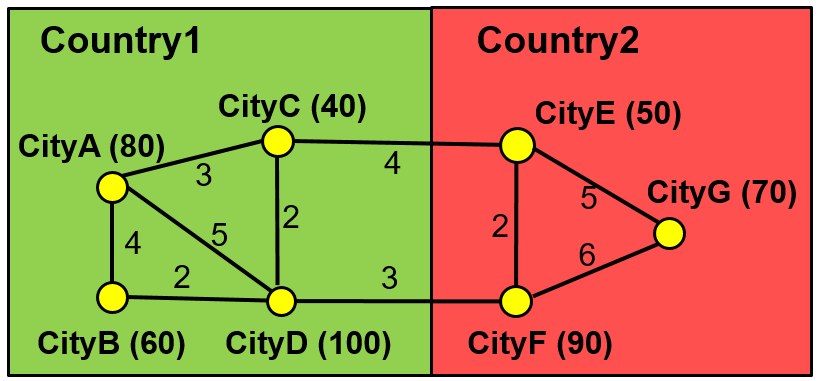 Country1
Country2
CityC (40)
CityE (50)
CityA (80)
3
4
CityG (70)
5
4
5
2
2
6
2
3
CityB (60)
CityD (100)
CityF (90)